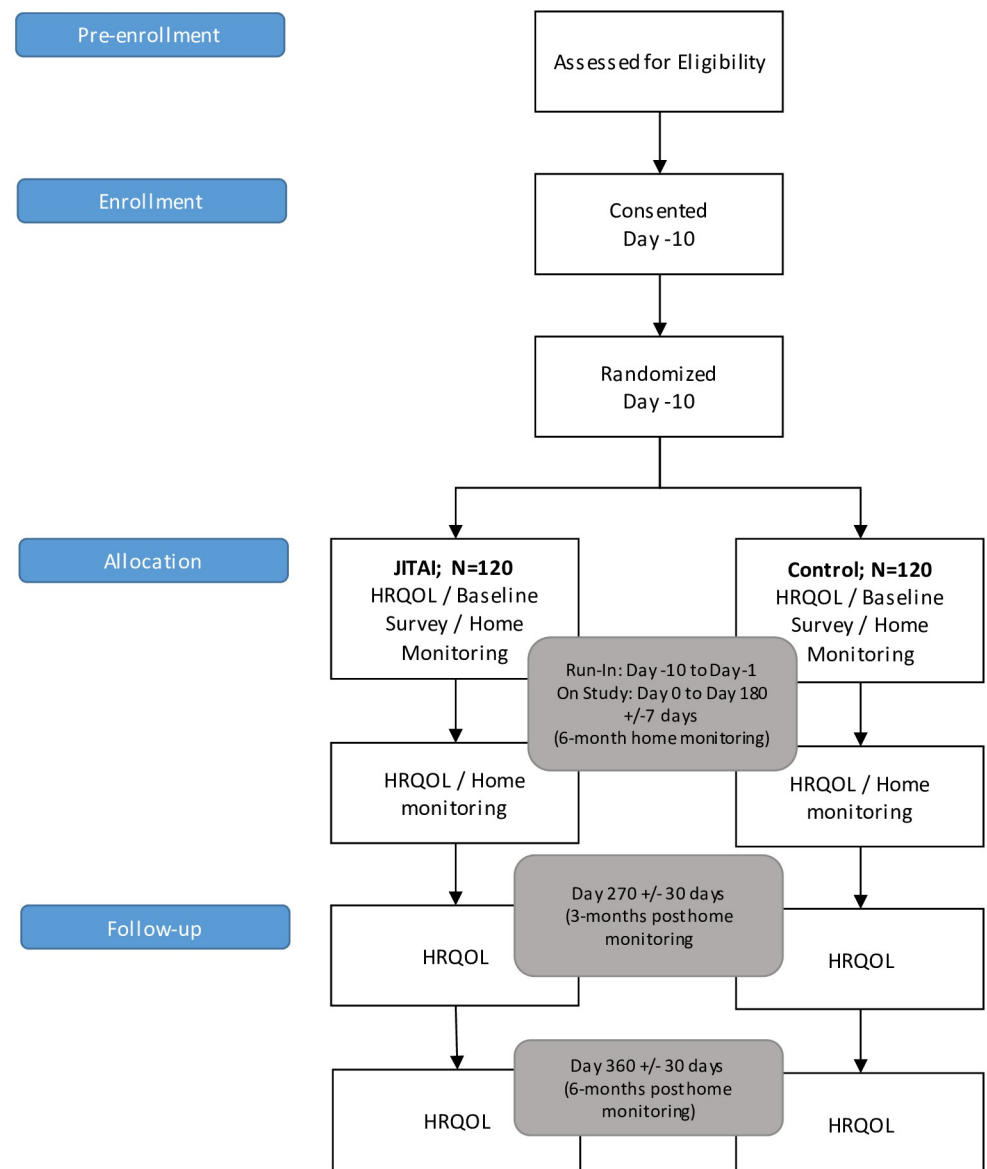 Pre-enrollment
Assessed for Eligibility
Enrollment
Consented
Day -10
Randomized
Day -10
Allocation
JITAI; N=120
HRQOL / Baseline
Survey / Home
Monitoring
Control; N=120
HRQOL / Baseline
Survey / Home
Monitoring
Run-In: Day -10 to Day -1
On Study: Day 0 to Day 180
+/-7 days
(6-month home monitoring)
HRQOL / Home
monitoring
HRQOL / Home
monitoring
Follow-up
Day 270 +/- 30 days
(3-months post home
monitoring
HRQOL
HRQOL
Day 360 +/- 30 days
(6-months post home
monitoring)
HRQOL
HRQOL